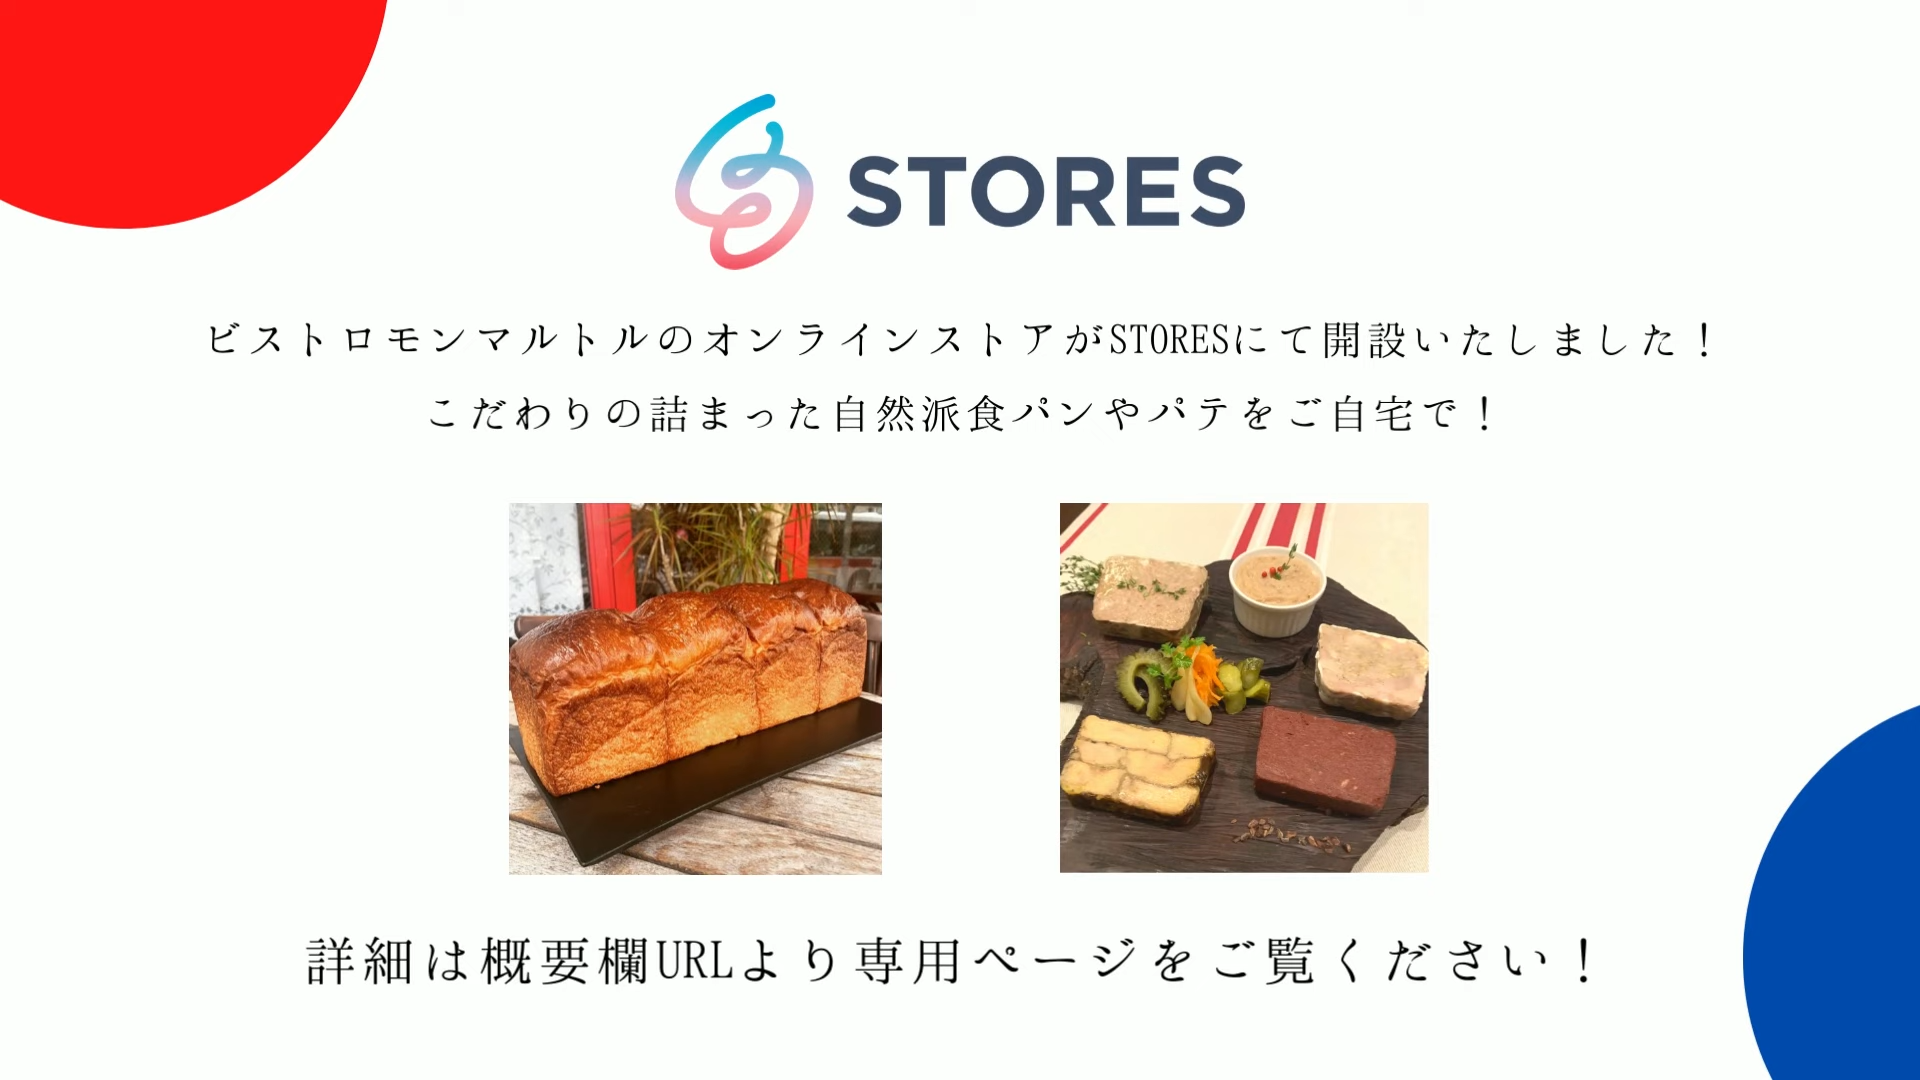 STORES
ビストロモンマルトルのオンラインストアがSTORESにて開設いたしました！
こだわりの詰まった自然派食パンやパテをご自宅で！
詳細は概要欄URLより専用ページをご覧ください！